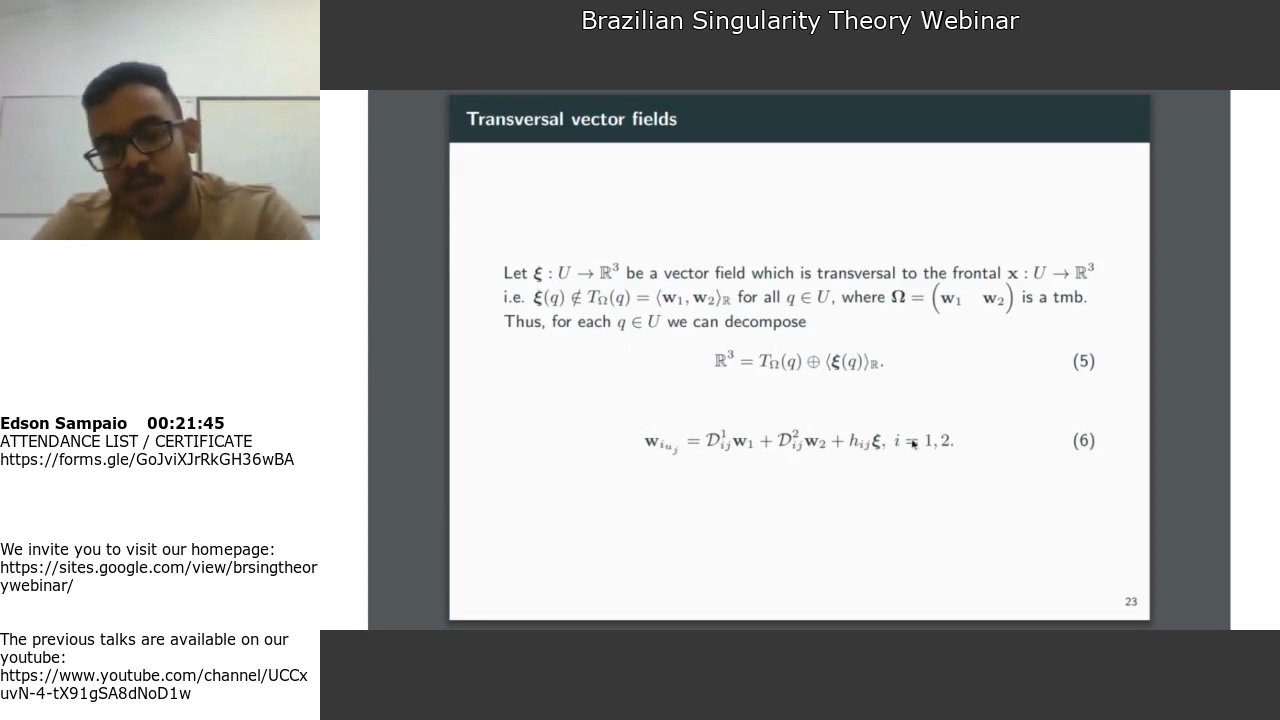 Brazilian Singularity Theory Webinar
Transversal vector fields
Let ξ : U → ℝ³ be a vector field which is transversal to the frontal x : U → ℝ³
i.e. ξ(q) ∉ T_Ω(q) = ⟨w₁, w₂⟩_ℝ for all q ∈ U, where Ω = (w₁ w₂) is a tmb.
Thus, for each q ∈ U we can decompose
ℝ³ = T_Ω(q) ⊕ ⟨ξ(q)⟩_ℝ. (5)
w_{i_{u_j}} = 𝒟¹_{ij}w₁ + 𝒟²_{ij}w₂ + h_{ij}ξ, i = 1, 2. (6)
23
Edson Sampaio 00:21:45
ATTENDANCE LIST / CERTIFICATE
https://forms.gle/GoJviXJrRkGH36wBA
We invite you to visit our homepage:
https://sites.google.com/view/brsingtheor
ywebinar/
The previous talks are available on our
youtube:
https://www.youtube.com/channel/UCCx
uvN-4-tX91gSA8dNoD1w